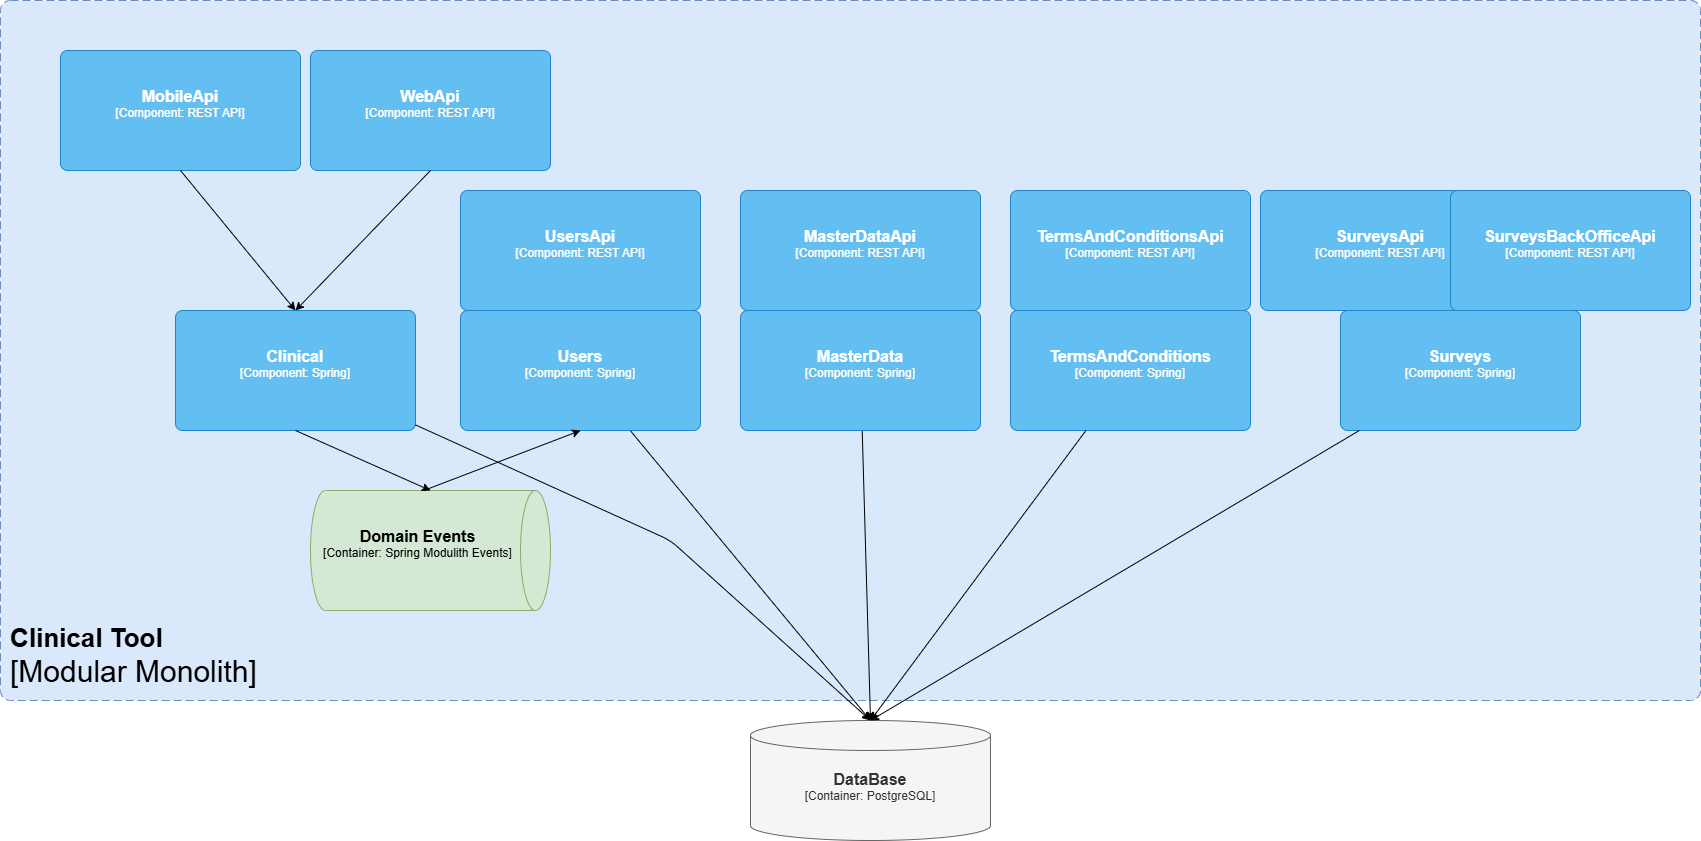 MobileApi
[Component: REST API]
WebApi
[Component: REST API]
UsersApi
[Component: REST API]
MasterDataApi
[Component: REST API]
TermsAndConditionsApi
[Component: REST API]
SurveysApi
[Component: REST API]
SurveysBackOfficeApi
[Component: REST API]
Clinical
[Component: Spring]
Users
[Component: Spring]
MasterData
[Component: Spring]
TermsAndConditions
[Component: Spring]
Surveys
[Component: Spring]
Domain Events
[Container: Spring Modulith Events]
Clinical Tool
[Modular Monolith]
DataBase
[Container: PostgreSQL]